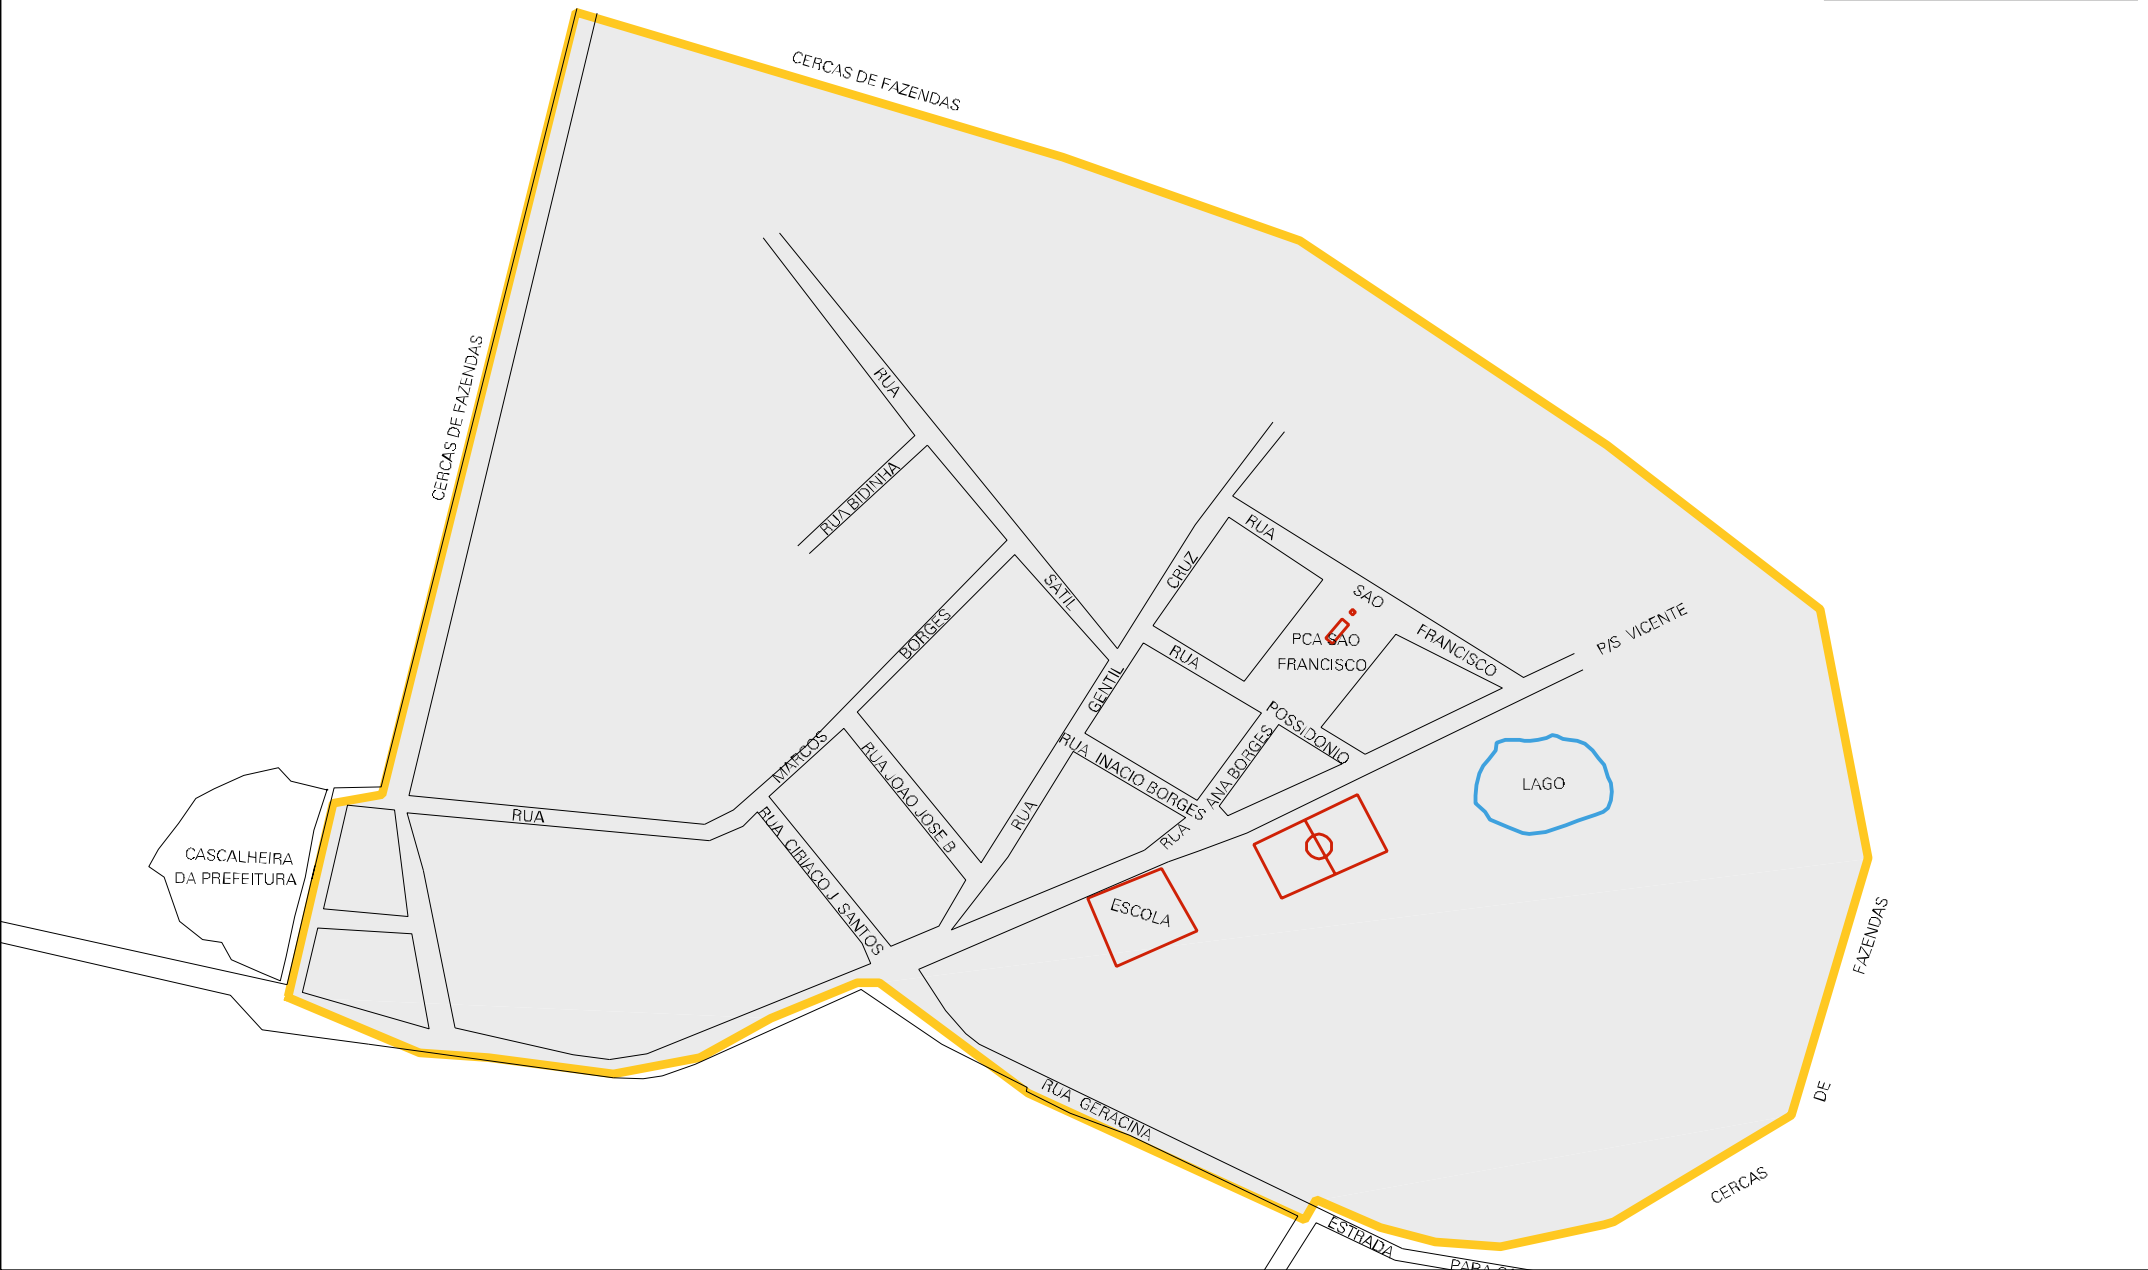 CERCAS DE FAZENDAS
CERCAS DE FAZENDAS
RUA
RUA BIDINHA
SATIL
RUA
CRUZ
SAO
FRANCISCO
P/S VICENTE
PCA SAO
FRANCISCO
BORGES
RUA
GENTIL
POSSIDONIO
MARCOS
RUA JOAO JOSE B
RUA INACIO BORGES
ANA BORGES
RUA
LAGO
RUA
RUA
RUA CIRIACO J SANTOS
CASCALHEIRA
DA PREFEITURA
ESCOLA
FAZENDAS
DE
CERCAS
RUA GERACINA
ESTRADA
PARA